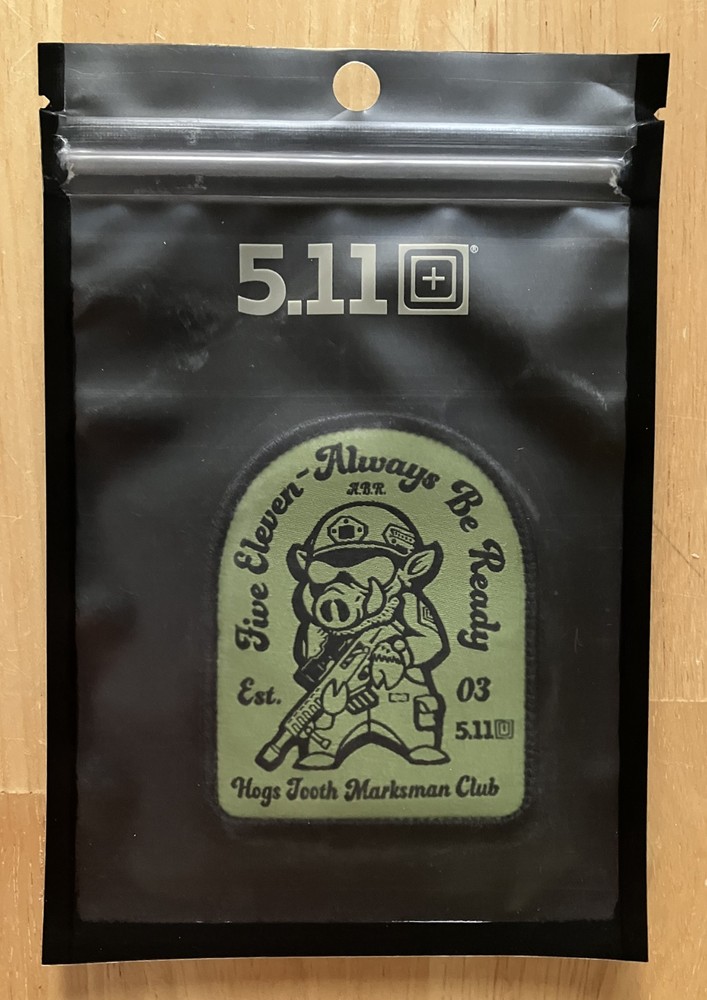 5.11®
Five Eleven-Always Be Ready
A.B.R.
Est. 03
5.11
Hogs Tooth Marksman Club